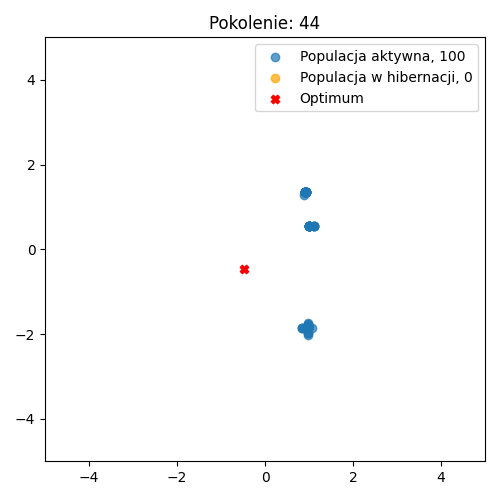 Pokolenie: 44
Populacja aktywna, 100
Populacja w hibernacji, 0
Optimum
4
2
0
−2
−4
−4 −2 0 2 4